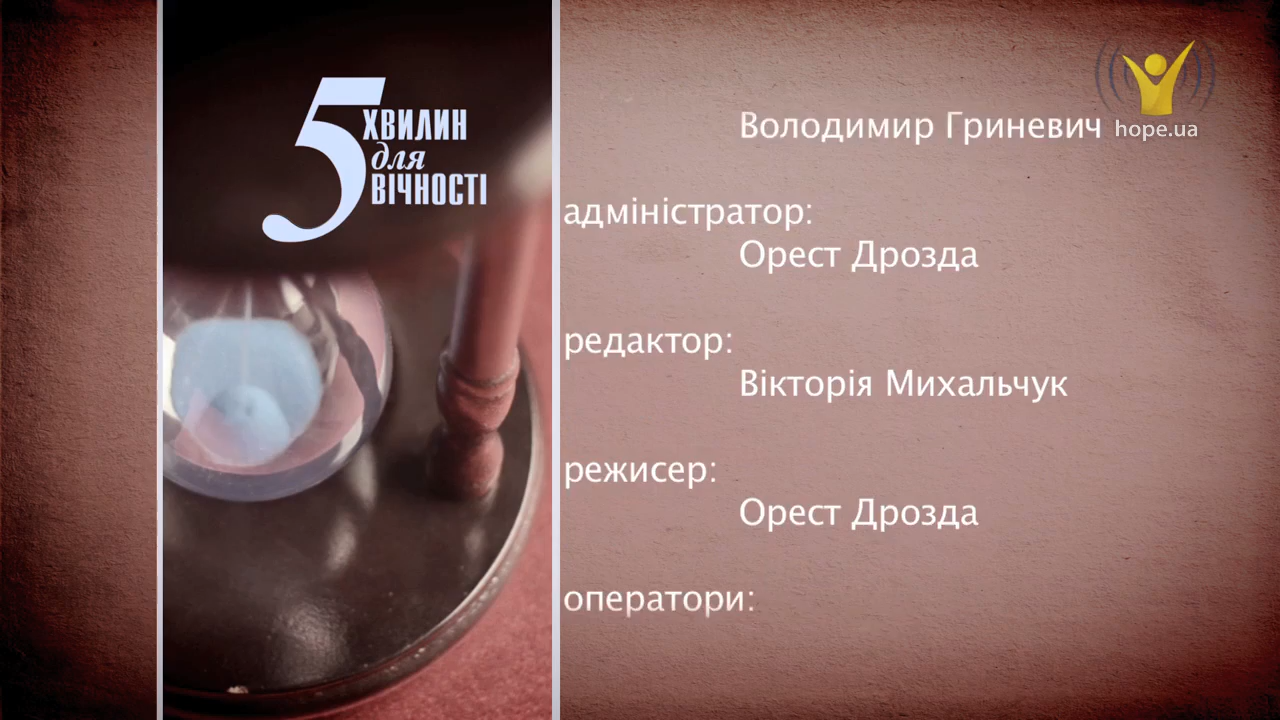 5 ХВИЛИН
для
ВІЧНОСТІ
hope.ua
Володимир Гриневич
адміністратор:
Орест Дрозда
редактор:
Вікторія Михальчук
режисер:
Орест Дрозда
оператори: